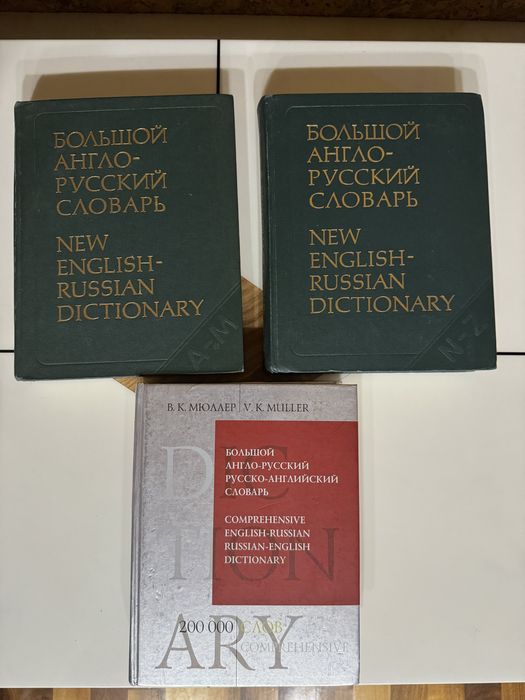 БОЛЬШОЙ
АНГЛО-
РУССКИЙ
СЛОВАРЬ
NEW
ENGLISH-
RUSSIAN
DICTIONARY
A-M
БОЛЬШОЙ
АНГЛО-
РУССКИЙ
СЛОВАРЬ
NEW
ENGLISH-
RUSSIAN
DICTIONARY
N-Z
В. К. МЮЛЛЕР | V. K. MULLER
DIC
TION
ARY
БОЛЬШОЙ
АНГЛО-РУССКИЙ
РУССКО-АНГЛИЙСКИЙ
СЛОВАРЬ
COMPREHENSIVE
ENGLISH-RUSSIAN
RUSSIAN-ENGLISH
DICTIONARY
200 000 СЛОВ
COMPREHENSIVE